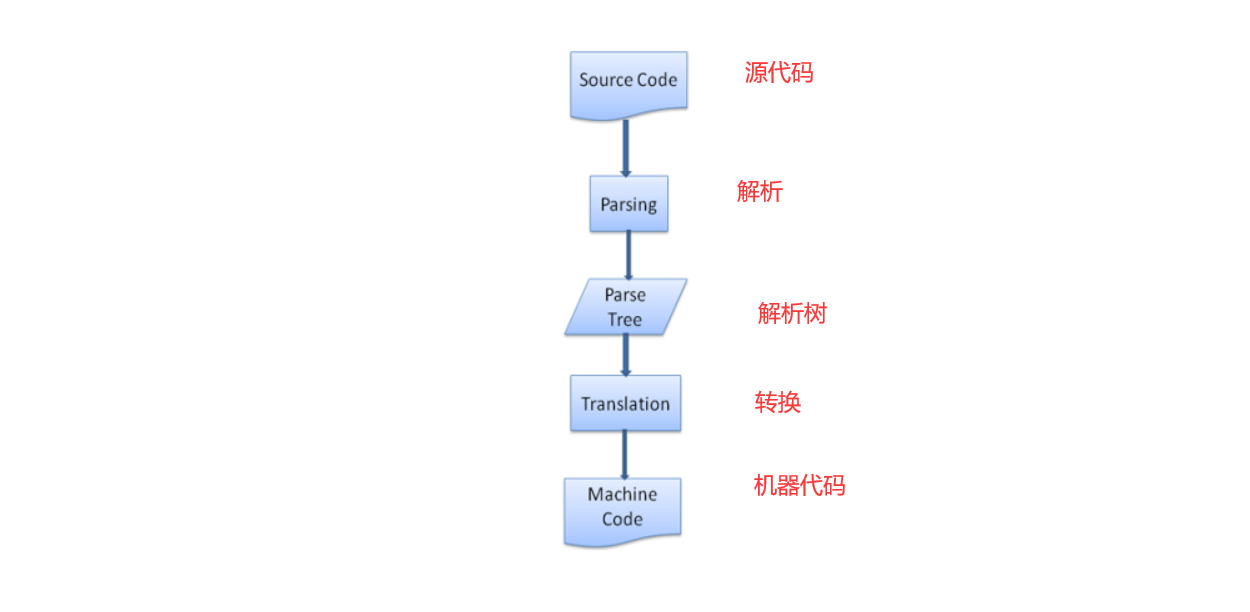 Source Code
源代码
Parsing
解析
Parse
Tree
解析树
Translation
转换
Machine
Code
机器代码